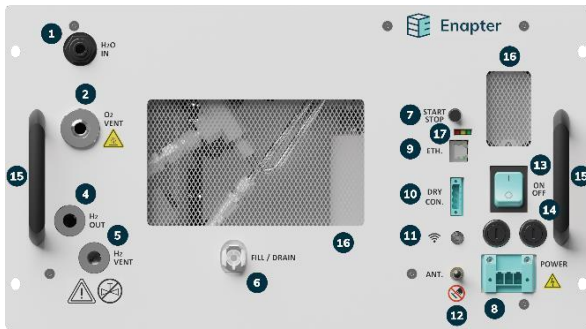 1
H₂O
IN
Enapter
16
2
O₂
VENT
7
START
STOP
17
9
ETH.
13
15
15
10
DRY
CON.
ON
OFF
4
H₂
OUT
14
5
H₂
VENT
11
16
FILL / DRAIN
6
ANT.
POWER
12
8